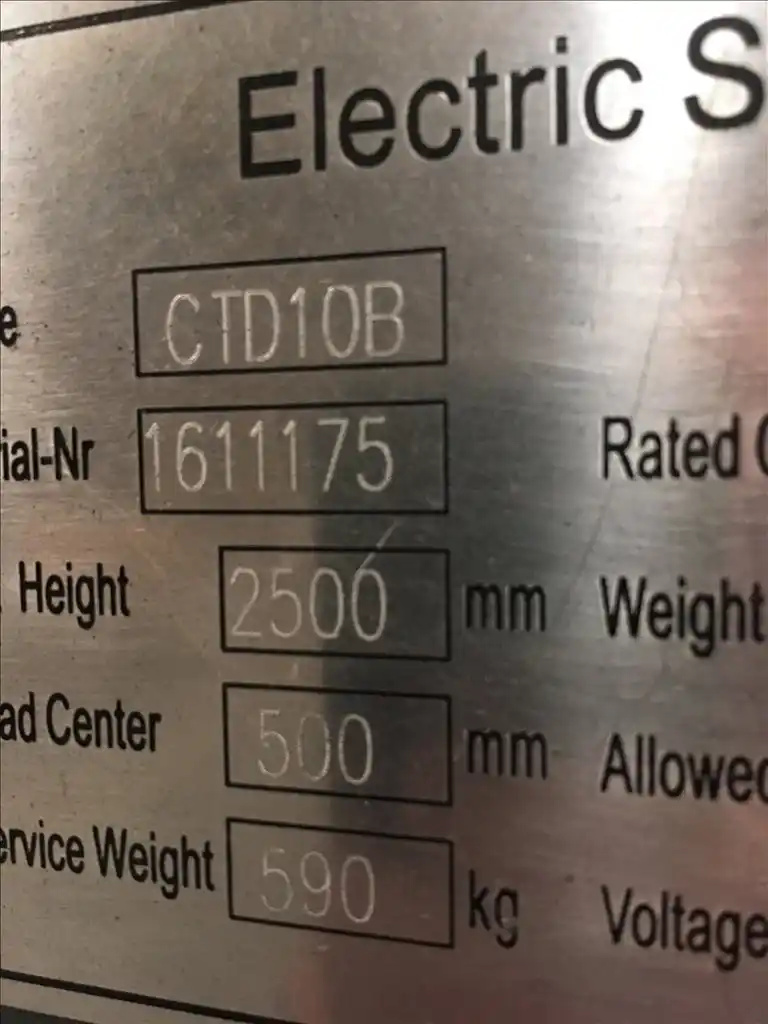 Electric S
e CTD10B
ial-Nr 1611175 Rated
Height 2500 mm Weight
ad Center 500 mm Allowed
ervice Weight 590 kg Voltage